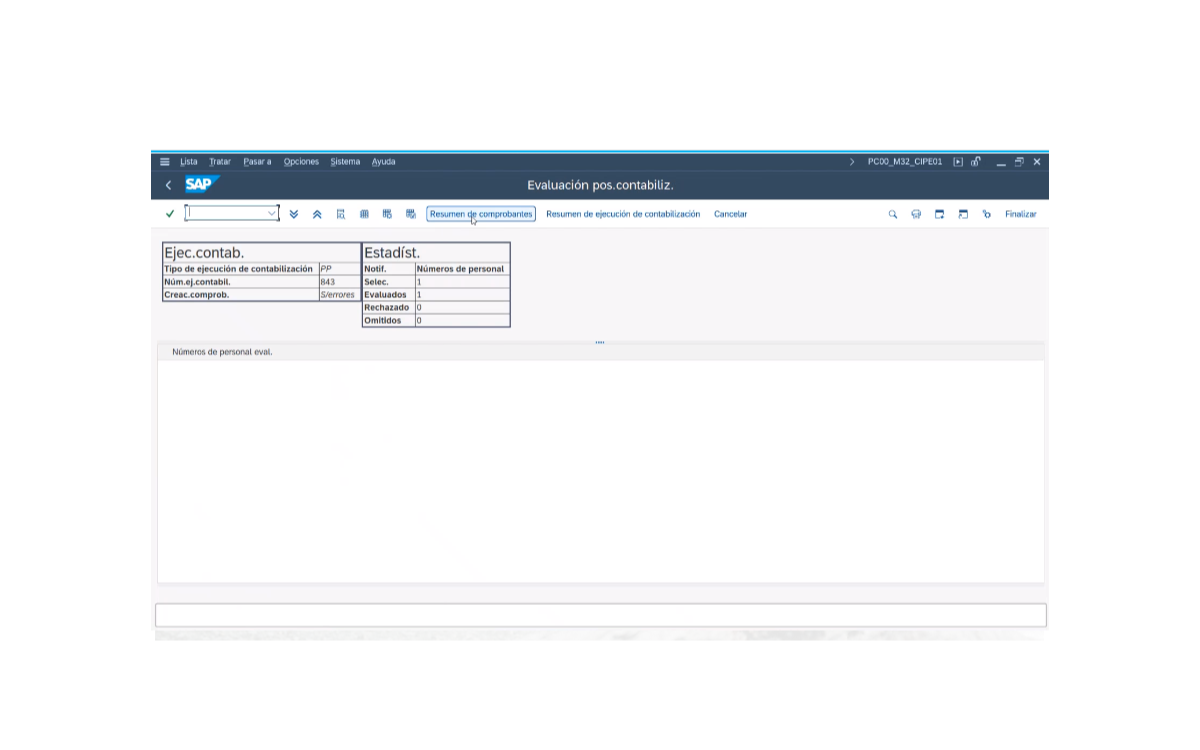 Lista Tratar Pasar a Opciones Sistema Ayuda PC00_M32_CIPE01
SAP Evaluación pos.contabiliz.
Resumen de comprobantes Resumen de ejecución de contabilización Cancelar Finalizar
Ejec.contab. Estadíst.
Tipo de ejecución de contabilización PP Notif. Números de personal
Núm.ej.contabil. 843 Selec. 1
Creac.comprob. S/errores Evaluados 1
Rechazado 0
Omitidos 0
Números de personal eval.